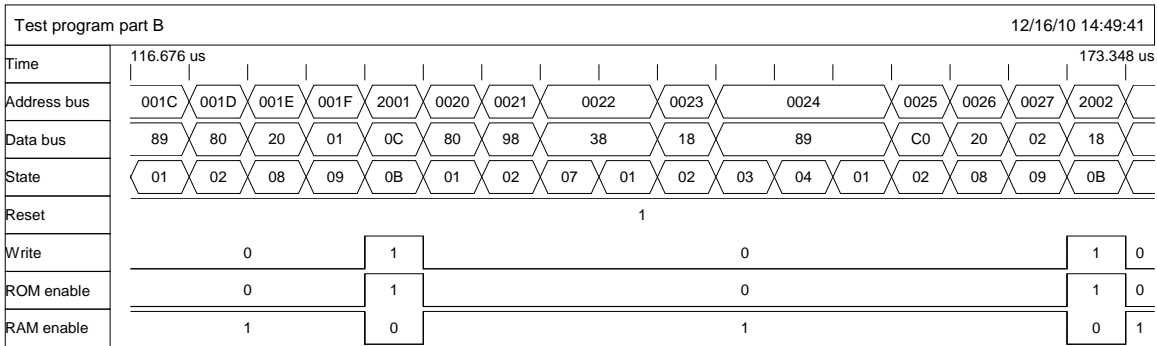 Test program part B 12/16/10 14:49:41
Time 116.676 us 173.348 us
Address bus 001C 001D 001E 001F 2001 0020 0021 0022 0023 0024 0025 0026 0027 2002
Data bus 89 80 20 01 0C 80 98 38 18 89 C0 20 02 18
State 01 02 08 09 0B 01 02 07 01 02 03 04 01 02 08 09 0B
Reset 1
Write 0 1 0 1 0
ROM enable 0 1 0 1 0
RAM enable 1 0 1 0 1